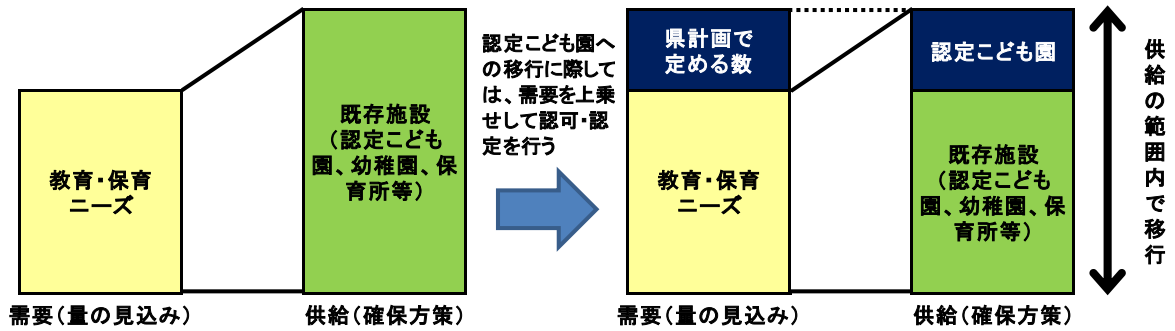 教育・保育
ニーズ
既存施設
（認定こども
園、幼稚園、保
育所等）
需要（量の見込み）
供給（確保方策）
認定こども園へ
の移行に際して
は、需要を上乗
せして認可・認
定を行う
県計画で
定める数
教育・保育
ニーズ
認定こども園
既存施設
（認定こども
園、幼稚園、保
育所等）
需要（量の見込み）
供給（確保方策）
供給の範囲内で移行